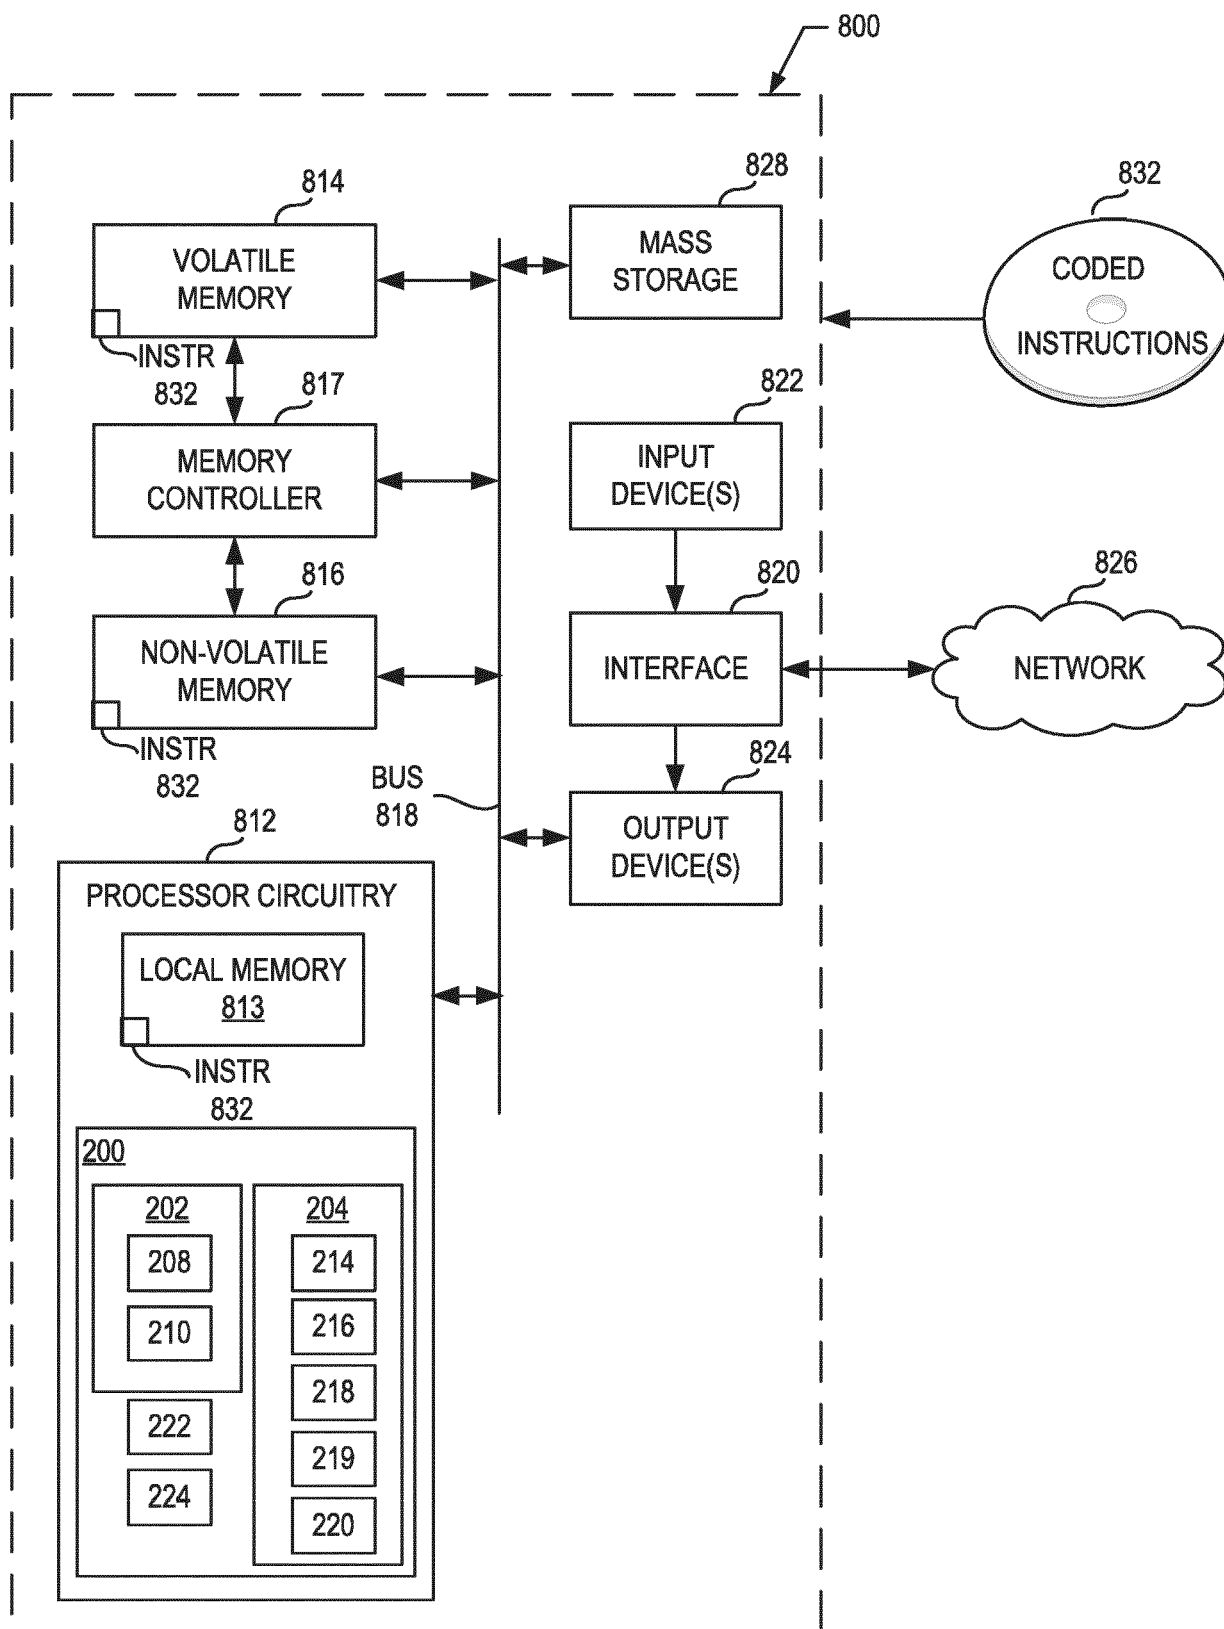 800
814
VOLATILE
MEMORY
INSTR
832
828
MASS
STORAGE
832
CODED
INSTRUCTIONS
817
MEMORY
CONTROLLER
822
INPUT
DEVICE(S)
816
NON-VOLATILE
MEMORY
INSTR
832
820
INTERFACE
826
NETWORK
BUS
818
824
OUTPUT
DEVICE(S)
812
PROCESSOR CIRCUITRY
LOCAL MEMORY
813
INSTR
832
200
202
208
210
222
224
204
214
216
218
219
220